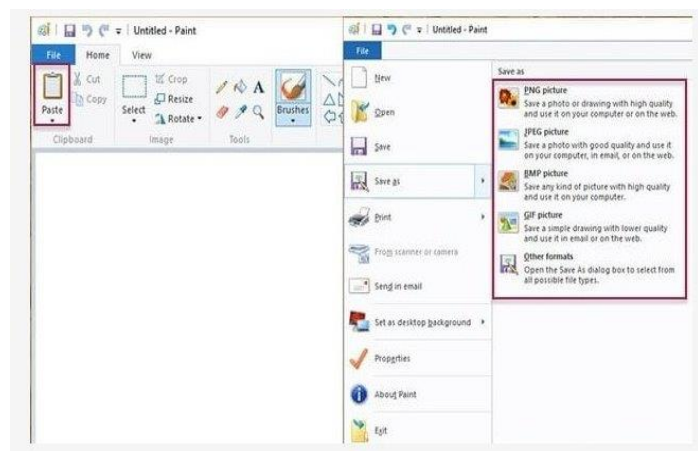 Untitled - Paint
File Home View
Paste
Cut
Copy
Clipboard
Select
Crop
Resize
Rotate
Image
A
Tools
Brushes
Untitled - Paint
File
New
Open
Save
Save as
Print
From scanner or camera
Send in email
Set as desktop background
Properties
About Paint
Exit
Save as
PNG picture
Save a photo or drawing with high quality
and use it on your computer or on the web.
JPEG picture
Save a photo with good quality and use it
on your computer, in email, or on the web.
BMP picture
Save any kind of picture with high quality
and use it on your computer.
GIF picture
Save a simple drawing with lower quality
and use it in email or on the web.
Other formats
Open the Save As dialog box to select from
all possible file types.